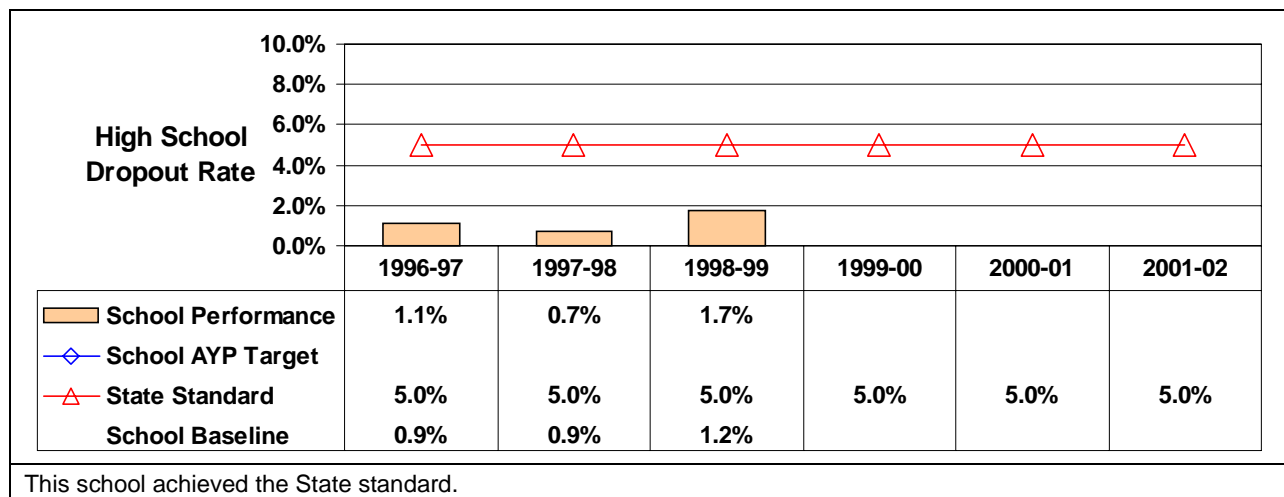 10.0%
8.0%
6.0%
4.0%
2.0%
0.0%
High School
Dropout Rate
1996-97 1997-98 1998-99 1999-00 2000-01 2001-02
School Performance 1.1% 0.7% 1.7%
School AYP Target
State Standard 5.0% 5.0% 5.0% 5.0% 5.0% 5.0%
School Baseline 0.9% 0.9% 1.2%
This school achieved the State standard.